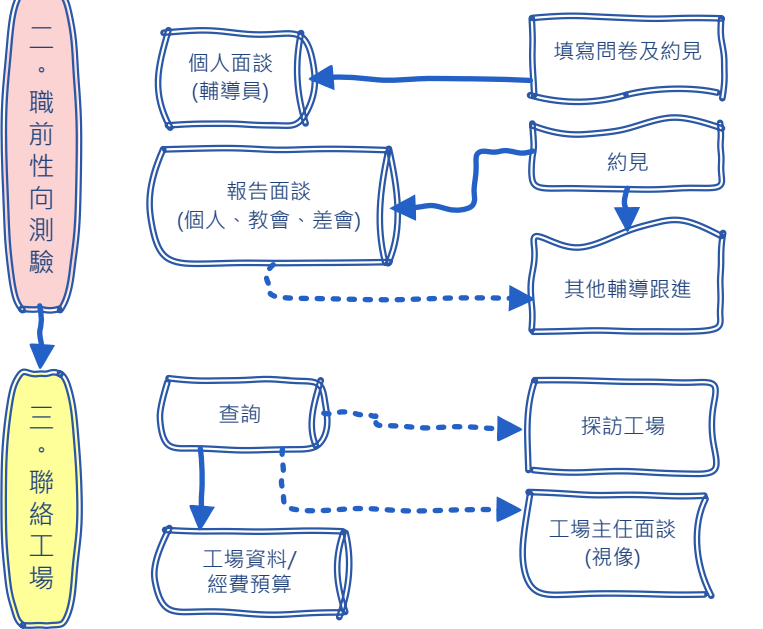 二。職前性向測驗
個人面談
(輔導員)
填寫問卷及約見
報告面談
(個人、教會、差會)
約見
其他輔導跟進
三。聯絡工場
查詢
探訪工場
工場資料/
經費預算
工場主任面談
(視像)